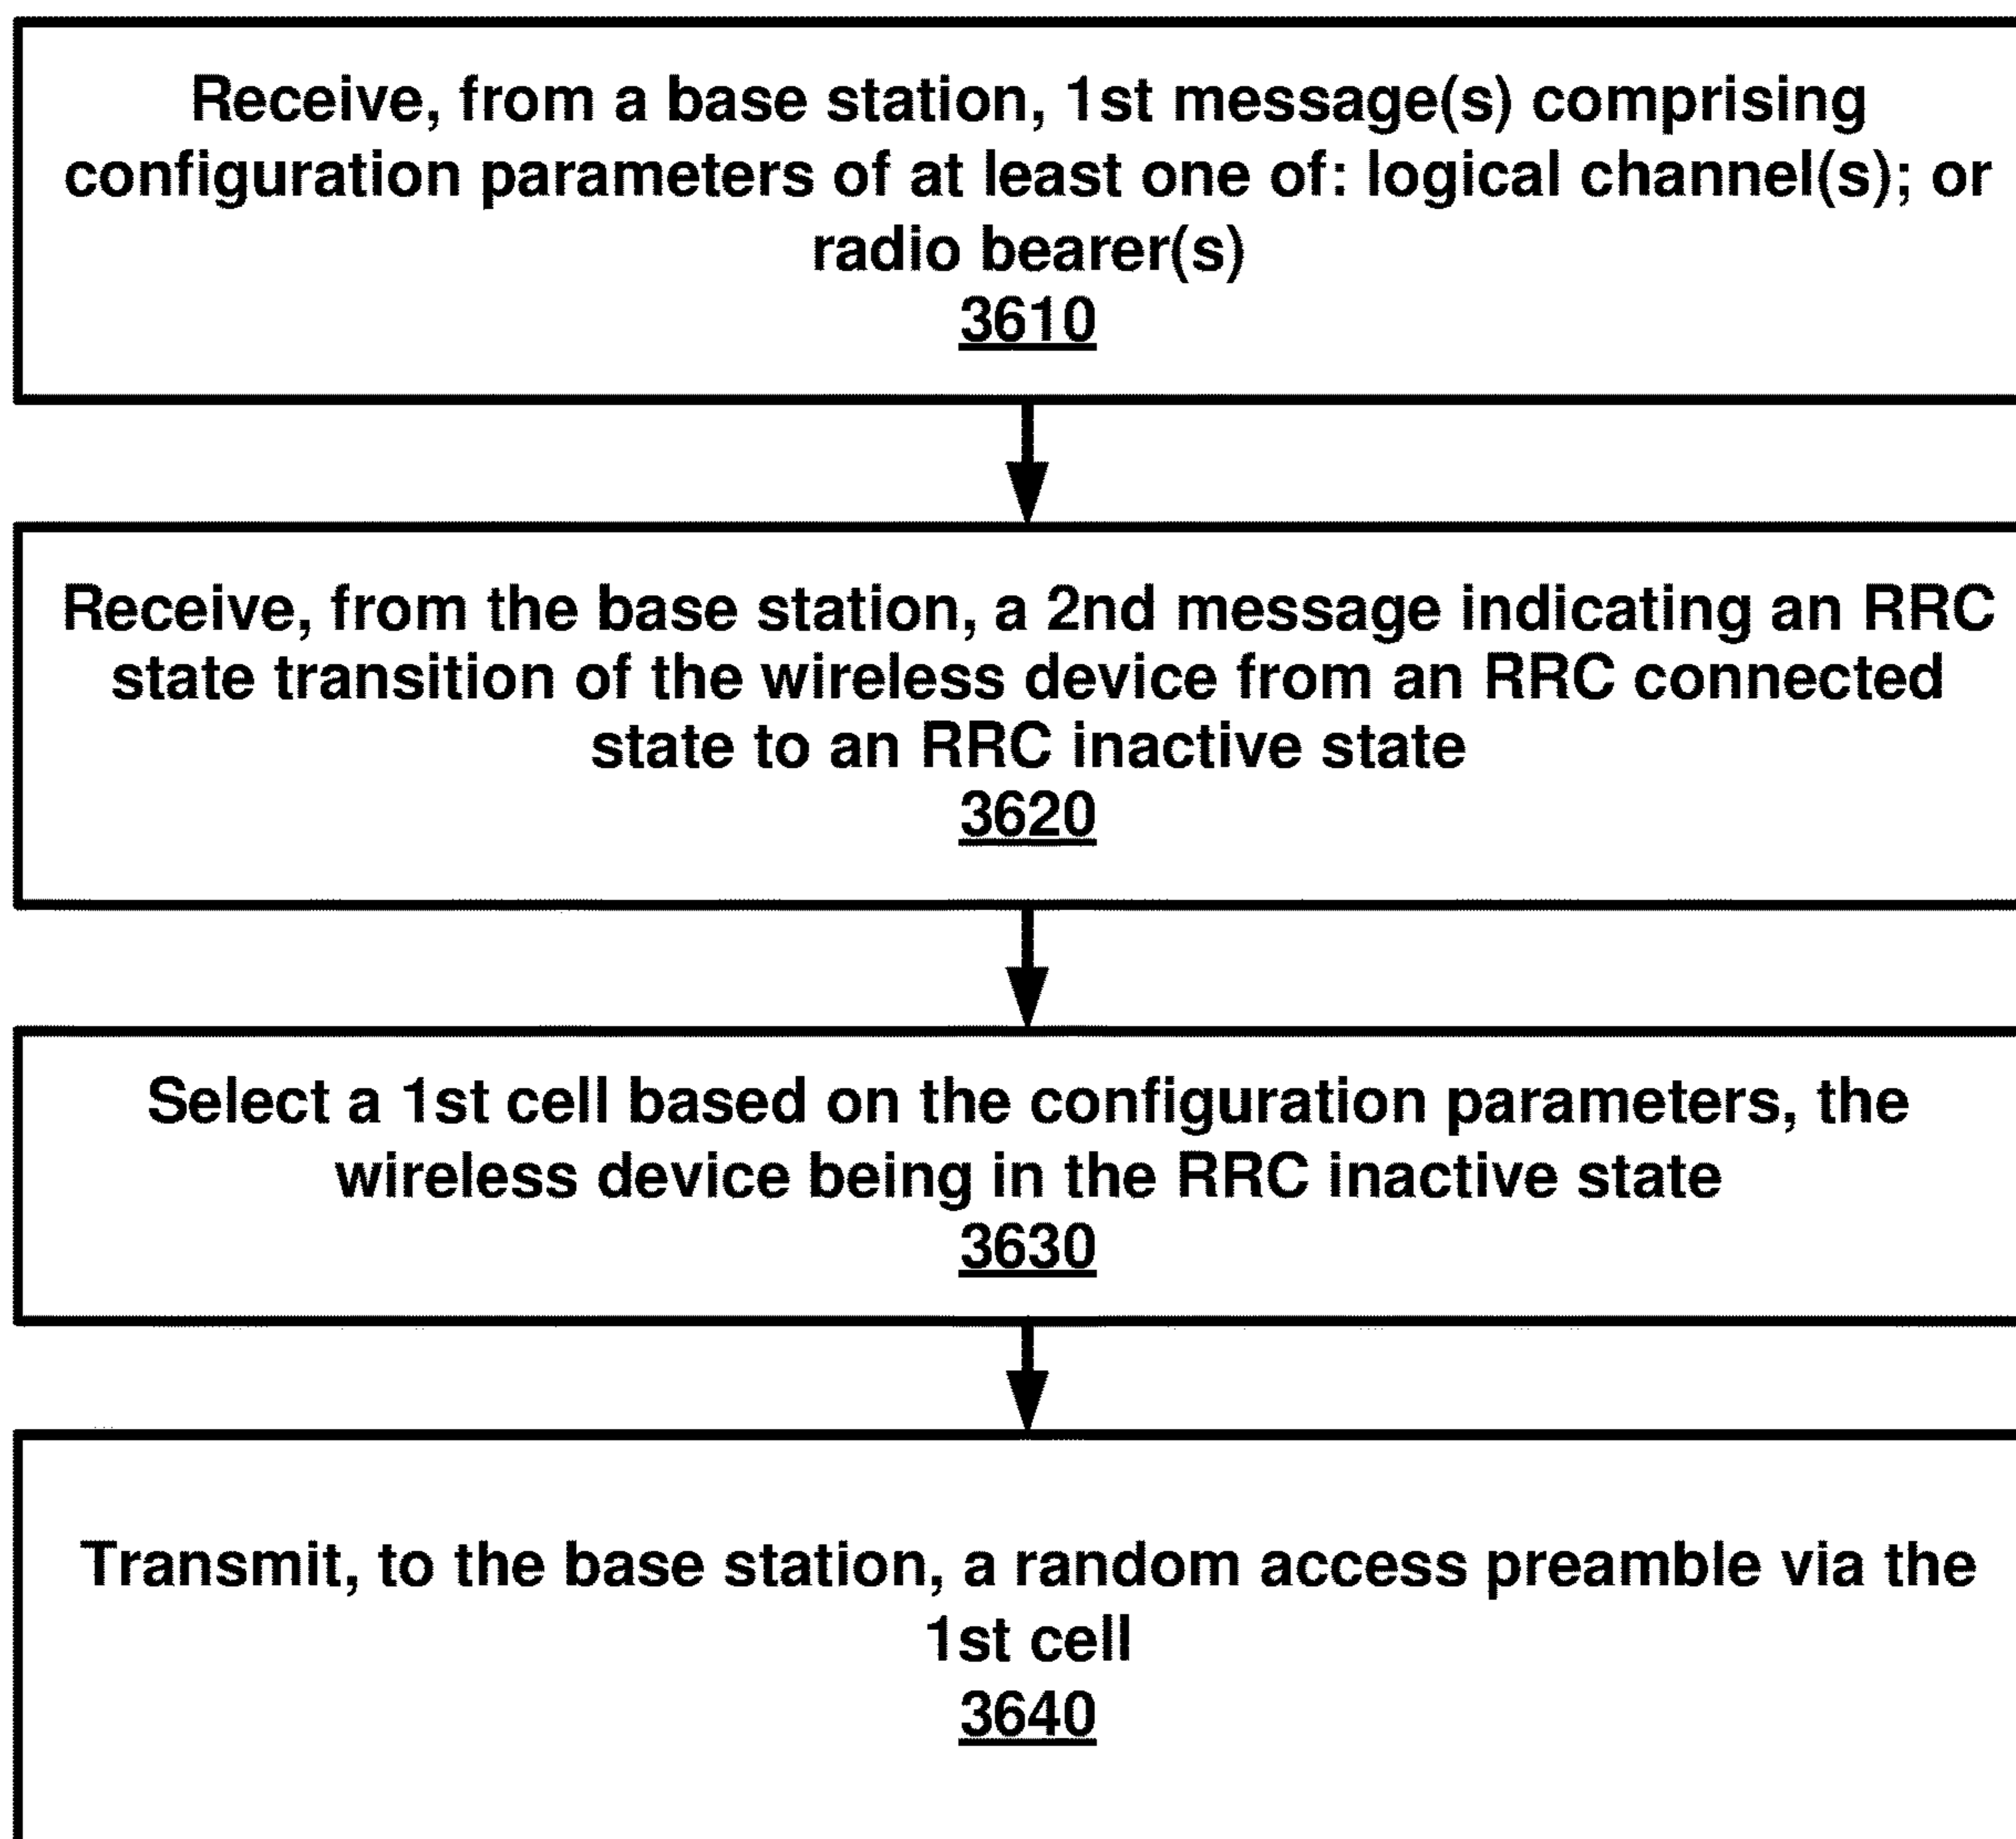 Receive, from a base station, 1st message(s) comprising
configuration parameters of at least one of: logical channel(s); or
radio bearer(s)
3610
Receive, from the base station, a 2nd message indicating an RRC
state transition of the wireless device from an RRC connected
state to an RRC inactive state
3620
Select a 1st cell based on the configuration parameters, the
wireless device being in the RRC inactive state
3630
Transmit, to the base station, a random access preamble via the
1st cell
3640